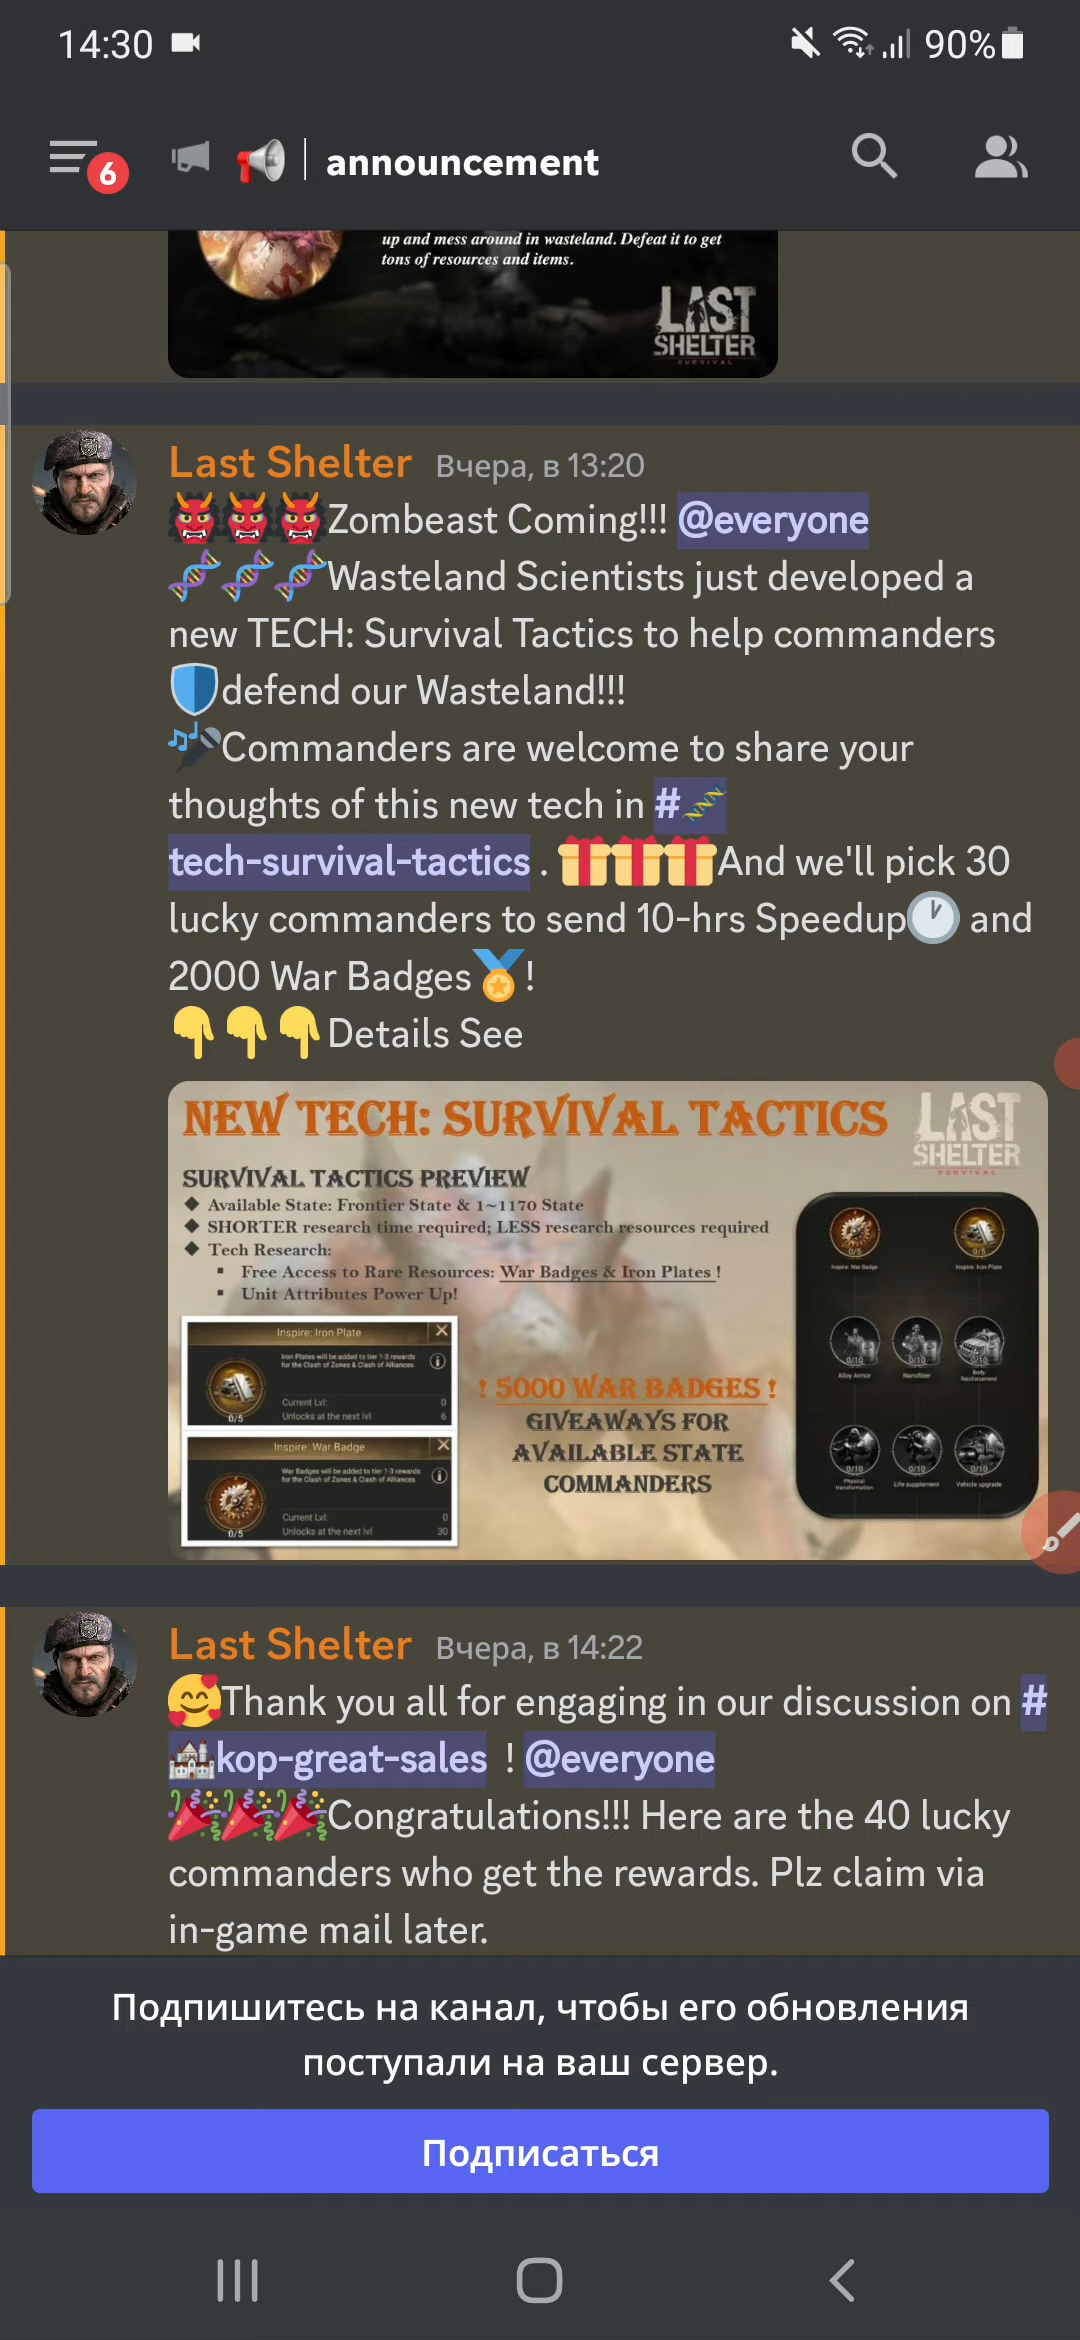 14:30
90%
6
announcement
up and mess around in wasteland. Defeat it to get
tons of resources and items.
LAST
SHELTER
SURVIVAL
Last Shelter Вчера, в 13:20
Zombeast Coming!!! @everyone
Wasteland Scientists just developed a
new TECH: Survival Tactics to help commanders
defend our Wasteland!!!
Commanders are welcome to share your
thoughts of this new tech in #
tech-survival-tactics . And we'll pick 30
lucky commanders to send 10-hrs Speedup and
2000 War Badges !
Details See
NEW TECH: SURVIVAL TACTICS
LAST
SHELTER
SURVIVAL
SURVIVAL TACTICS PREVIEW
Available State: Frontier State & 1~1170 State
SHORTER research time required; LESS research resources required
Tech Research:
Free Access to Rare Resources: War Badges & Iron Plates !
Unit Attributes Power Up!
Inspire: Iron Plate
Iron Plates will be added to tier 1-3 rewards
for the Clash of Zones & Clash of Alliances
Current Lvl: 0
Unlocks at the next lvl 6
0/5
Inspire: War Badge
War Badges will be added to tier 1-3 rewards
for the Clash of Zones & Clash of Alliances
Current Lvl: 0
Unlocks at the next lvl 30
0/5
! 5000 WAR BADGES !
GIVEAWAYS FOR
AVAILABLE STATE
COMMANDERS
0/5 0/5
Inspire: War Badge Inspire: Iron Plate
0/10 0/10 0/10
Alloy Armor Nanofiber Body Reinforcement
0/10 0/10 0/10
Physical transformation Life supplement Vehicle upgrade
Last Shelter Вчера, в 14:22
Thank you all for engaging in our discussion on #
kop-great-sales ! @everyone
Congratulations!!! Here are the 40 lucky
commanders who get the rewards. Plz claim via
in-game mail later.
Подпишитесь на канал, чтобы его обновления
поступали на ваш сервер.
Подписаться